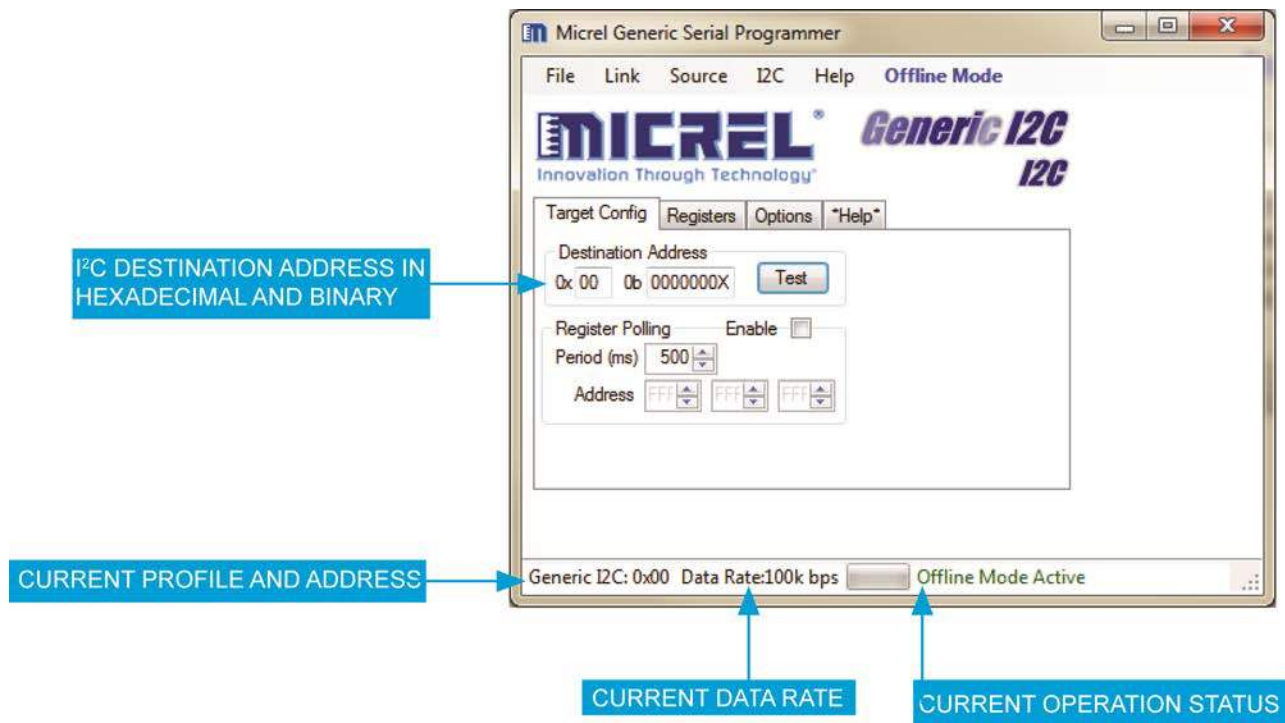 Micrel Generic Serial Programmer
File Link Source I2C Help Offline Mode
MICREL®
Innovation Through Technology®
Generic I2C
I2C
Target Config Registers Options *Help*
Destination Address
0x 00 0b 0000000X Test
Register Polling Enable
Period (ms) 500
Address FFF FFF FFF
Generic I2C: 0x00 Data Rate:100k bps Offline Mode Active
I²C DESTINATION ADDRESS IN
HEXADECIMAL AND BINARY
CURRENT PROFILE AND ADDRESS
CURRENT DATA RATE
CURRENT OPERATION STATUS